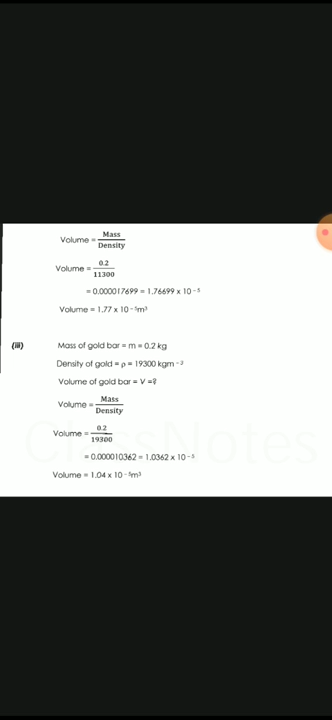 Volume = Mass / Density
Volume = 0.2 / 11300
= 0.000017699 = 1.76699 x 10 ⁻⁵
Volume = 1.77 x 10 ⁻⁵m³
(iii) Mass of gold bar = m = 0.2 kg
Density of gold = ρ = 19300 kgm ⁻³
Volume of gold bar = V =?
Volume = Mass / Density
Volume = 0.2 / 19300
= 0.000010362 = 1.0362 x 10 ⁻⁵
Volume = 1.04 x 10 ⁻⁵m³